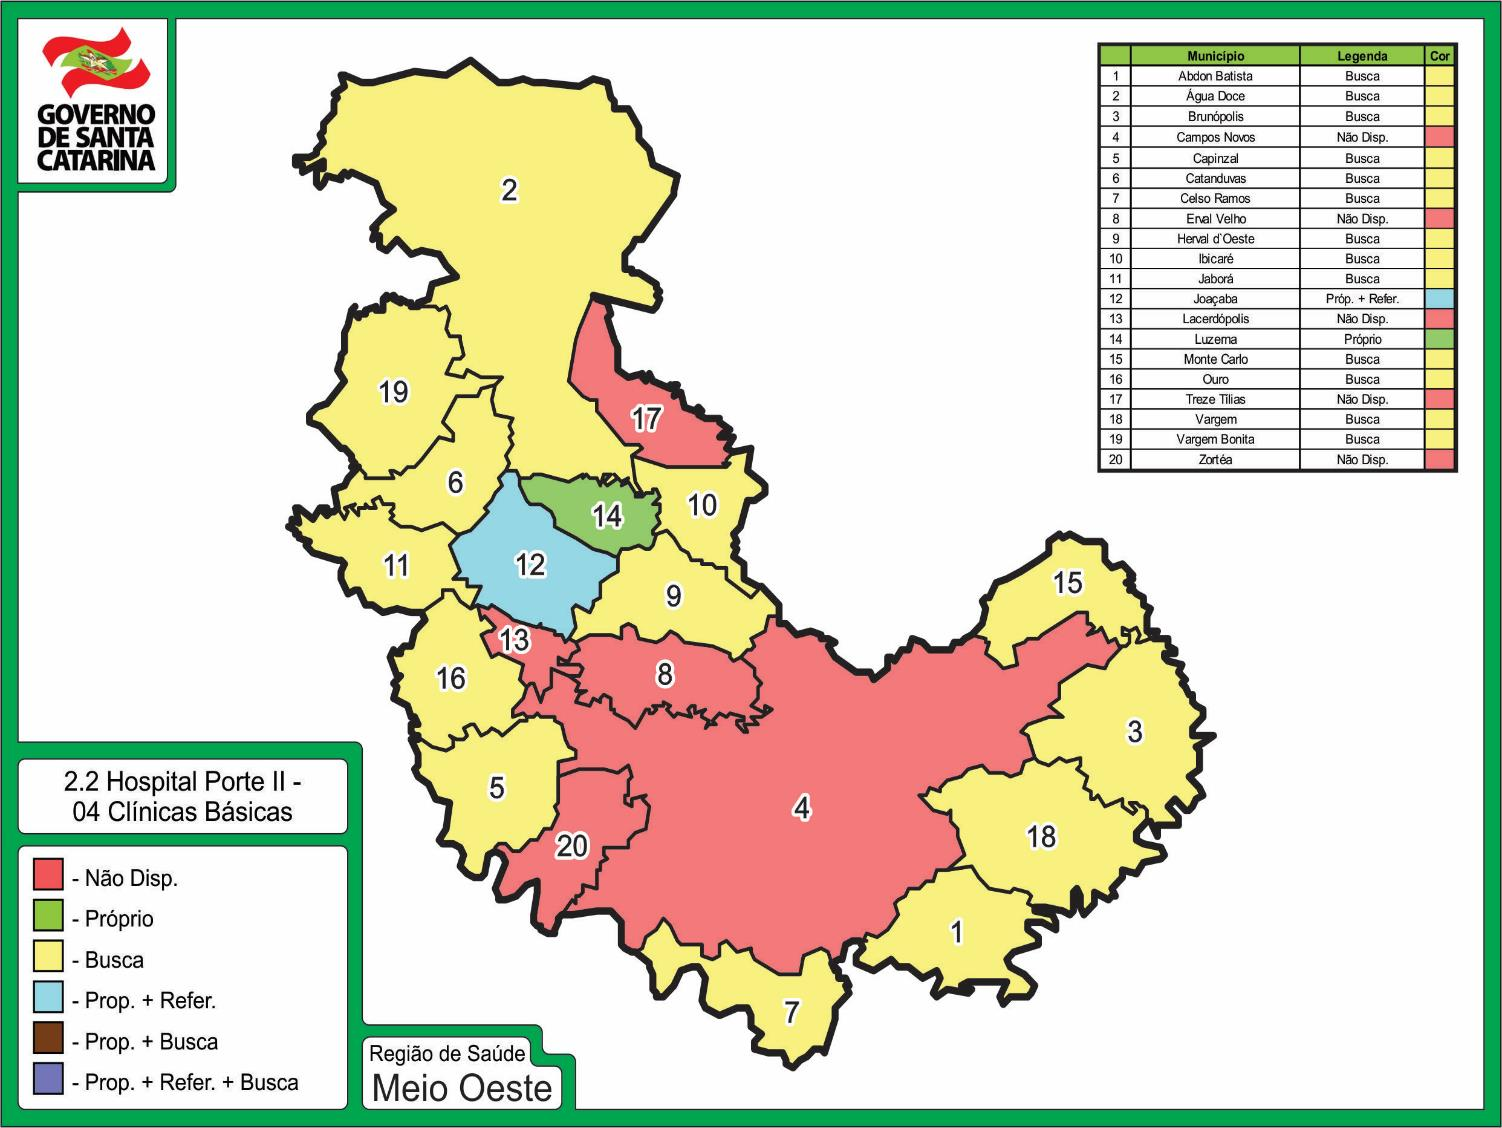 GOVERNO
DE SANTA
CATARINA
Município Legenda Cor
1 Abdon Batista Busca
2 Água Doce Busca
3 Brunópolis Busca
4 Campos Novos Não Disp.
5 Capinzal Busca
6 Catanduvas Busca
7 Celso Ramos Busca
8 Erval Velho Não Disp.
9 Herval d`Oeste Busca
10 Ibicaré Busca
11 Jaborá Busca
12 Joaçaba Próp. + Refer.
13 Lacerdópolis Não Disp.
14 Luzerna Próprio
15 Monte Carlo Busca
16 Ouro Busca
17 Treze Tílias Não Disp.
18 Vargem Busca
19 Vargem Bonita Busca
20 Zortéa Não Disp.
2
19
17
6
14
10
11
12
9
15
13
16
8
3
5
4
20
18
1
7
2.2 Hospital Porte II -
04 Clínicas Básicas
- Não Disp.
- Próprio
- Busca
- Prop. + Refer.
- Prop. + Busca
- Prop. + Refer. + Busca
Região de Saúde
Meio Oeste